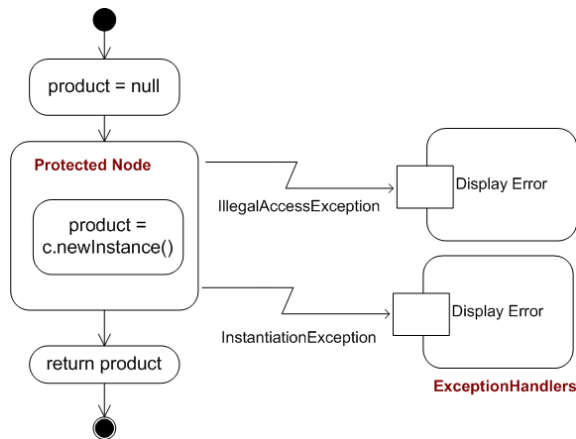 product = null
Protected Node
product =
c.newInstance()
IllegalAccessException
Display Error
InstantiationException
Display Error
return product
ExceptionHandlers